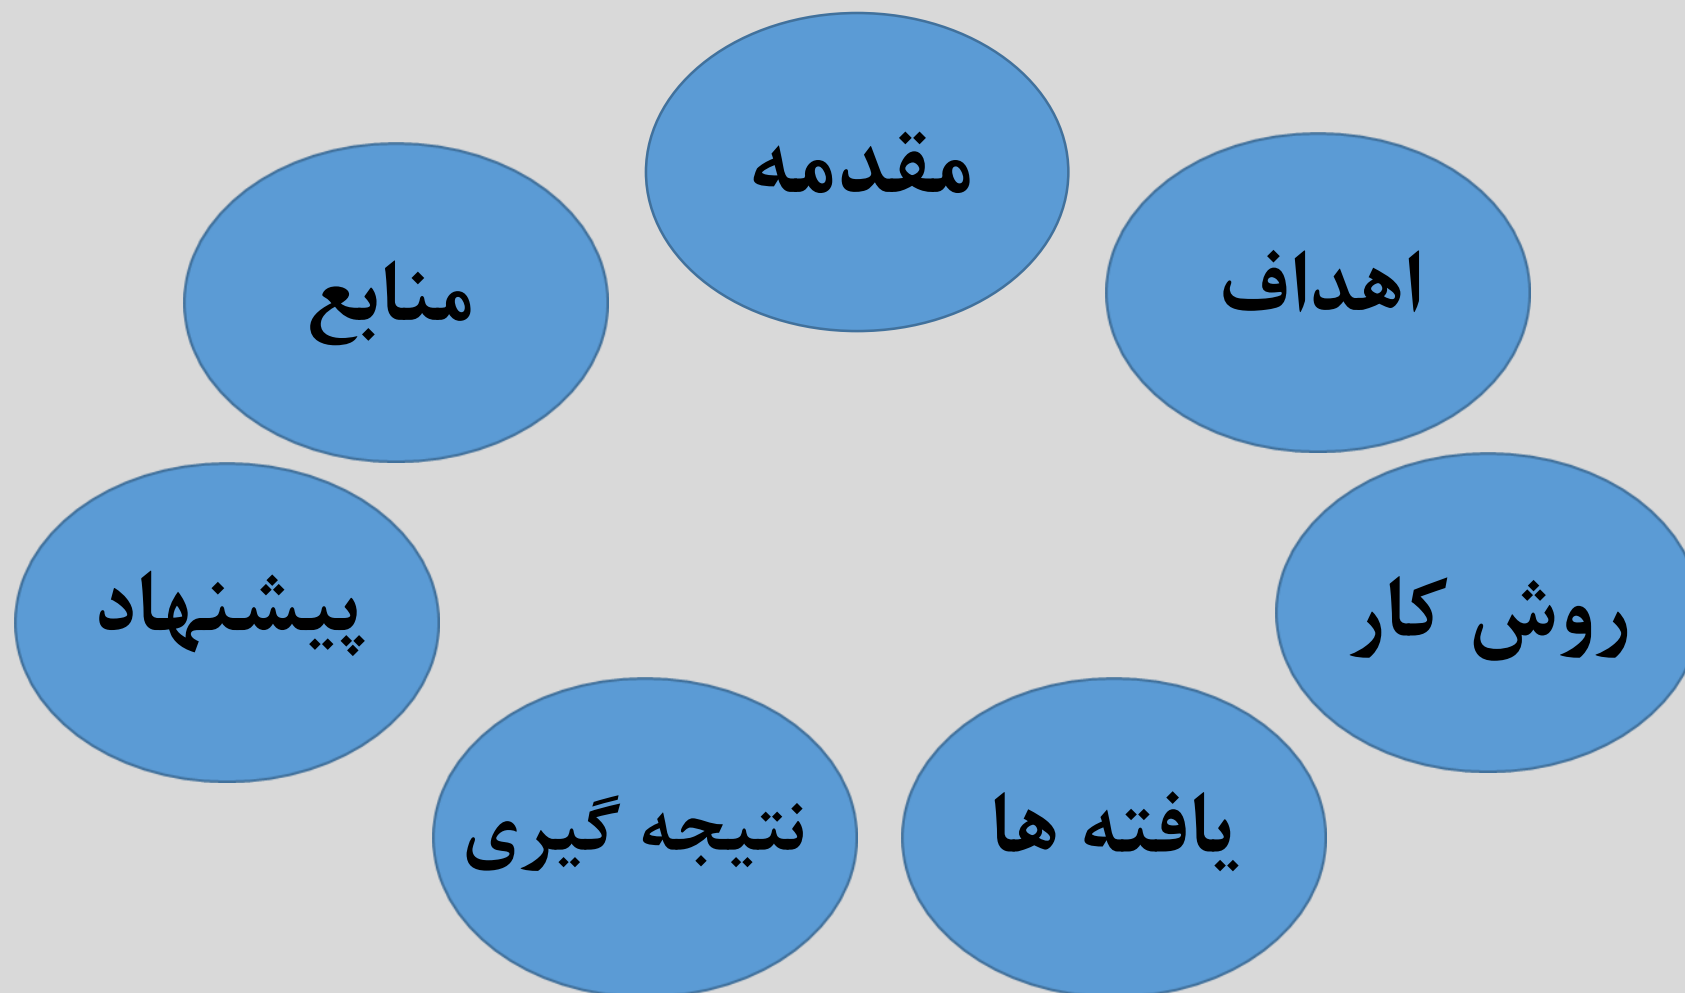 مقدمه
اهداف
روش کار
یافته ها
نتیجه گیری
پیشنهاد
منابع